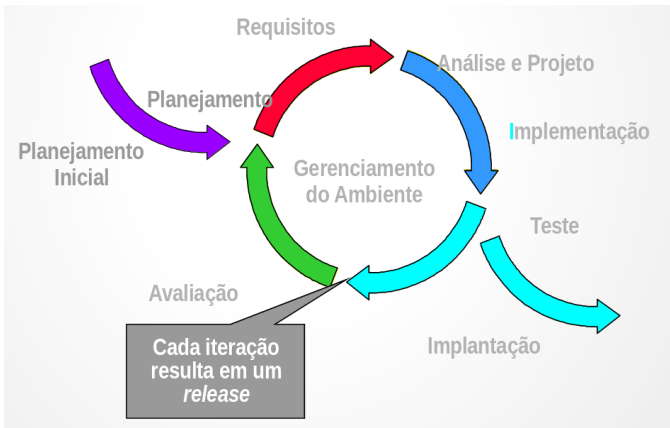 Requisitos
Análise e Projeto
Planejamento
Implementação
Planejamento
Inicial
Gerenciamento
do Ambiente
Teste
Avaliação
Implantação
Cada iteração
resulta em um
release